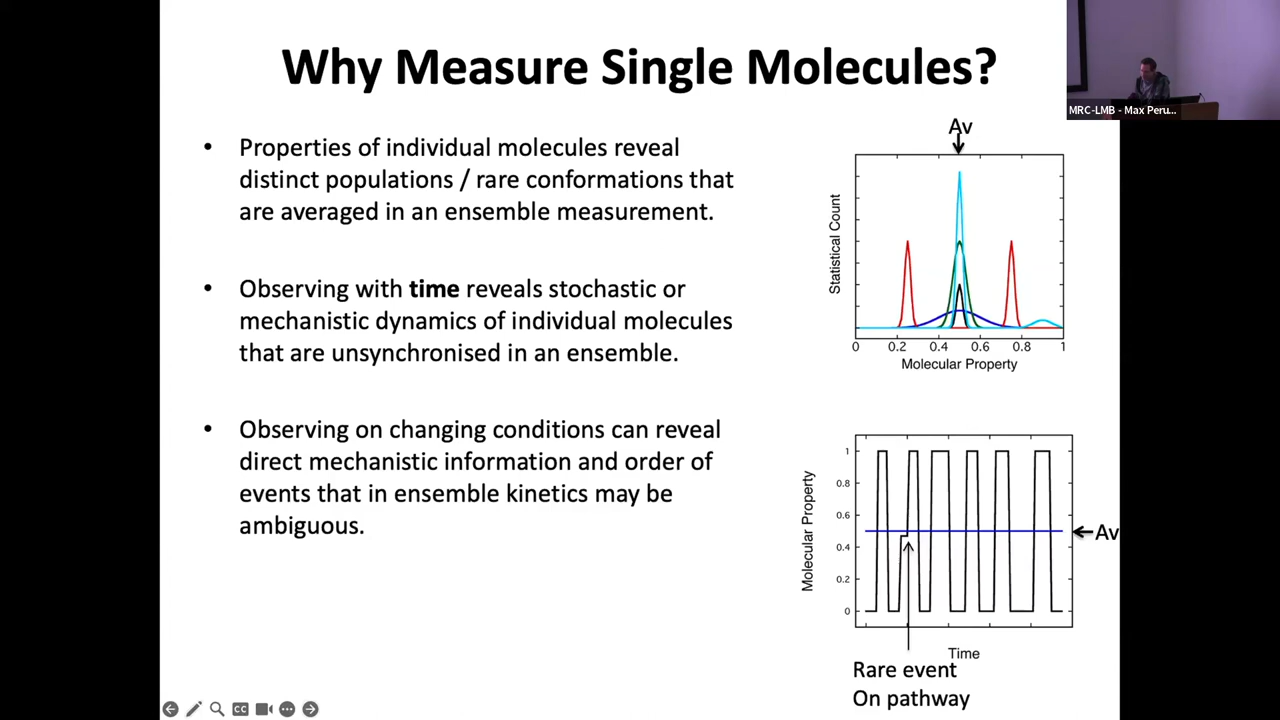 Why Measure Single Molecules?
MRC-LMB - Max Peru...
• Properties of individual molecules reveal
distinct populations / rare conformations that
are averaged in an ensemble measurement.
• Observing with time reveals stochastic or
mechanistic dynamics of individual molecules
that are unsynchronised in an ensemble.
• Observing on changing conditions can reveal
direct mechanistic information and order of
events that in ensemble kinetics may be
ambiguous.
Av
Statistical Count
0 0.2 0.4 0.6 0.8 1
Molecular Property
Molecular Property
1
0.8
0.6
0.4
0.2
0
Av
Time
Rare event
On pathway
CC